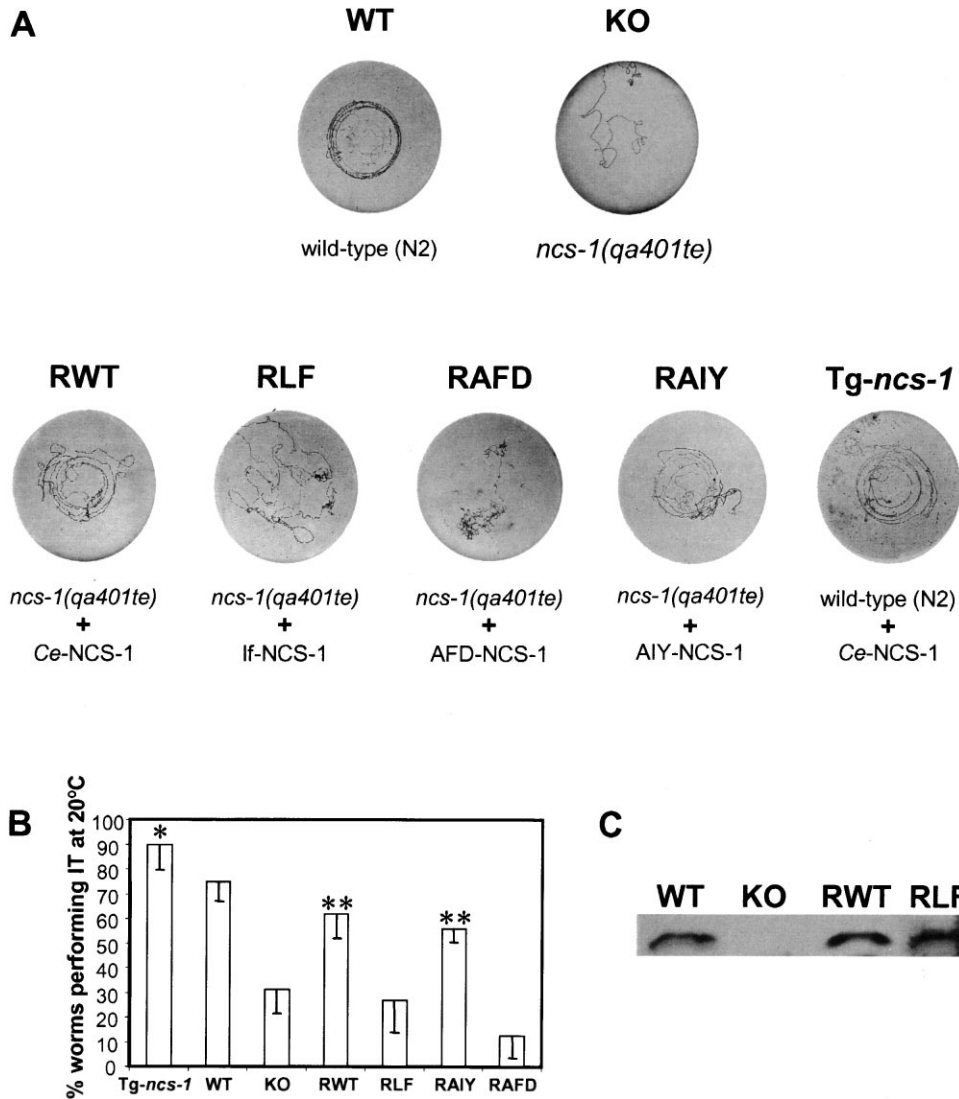 A
WT KO
wild-type (N2) ncs-1(qa401te)
RWT RLF RAFD RAIY Tg-ncs-1
ncs-1(qa401te) ncs-1(qa401te) ncs-1(qa401te) ncs-1(qa401te) wild-type (N2)
+ + + + +
Ce-NCS-1 lf-NCS-1 AFD-NCS-1 AIY-NCS-1 Ce-NCS-1
B
% worms performing IT at 20°C
100
90
80
70
60
50
40
30
20
10
0
* ** **
Tg-ncs-1 WT KO RWT RLF RAIY RAFD
C
WT KO RWT RLF